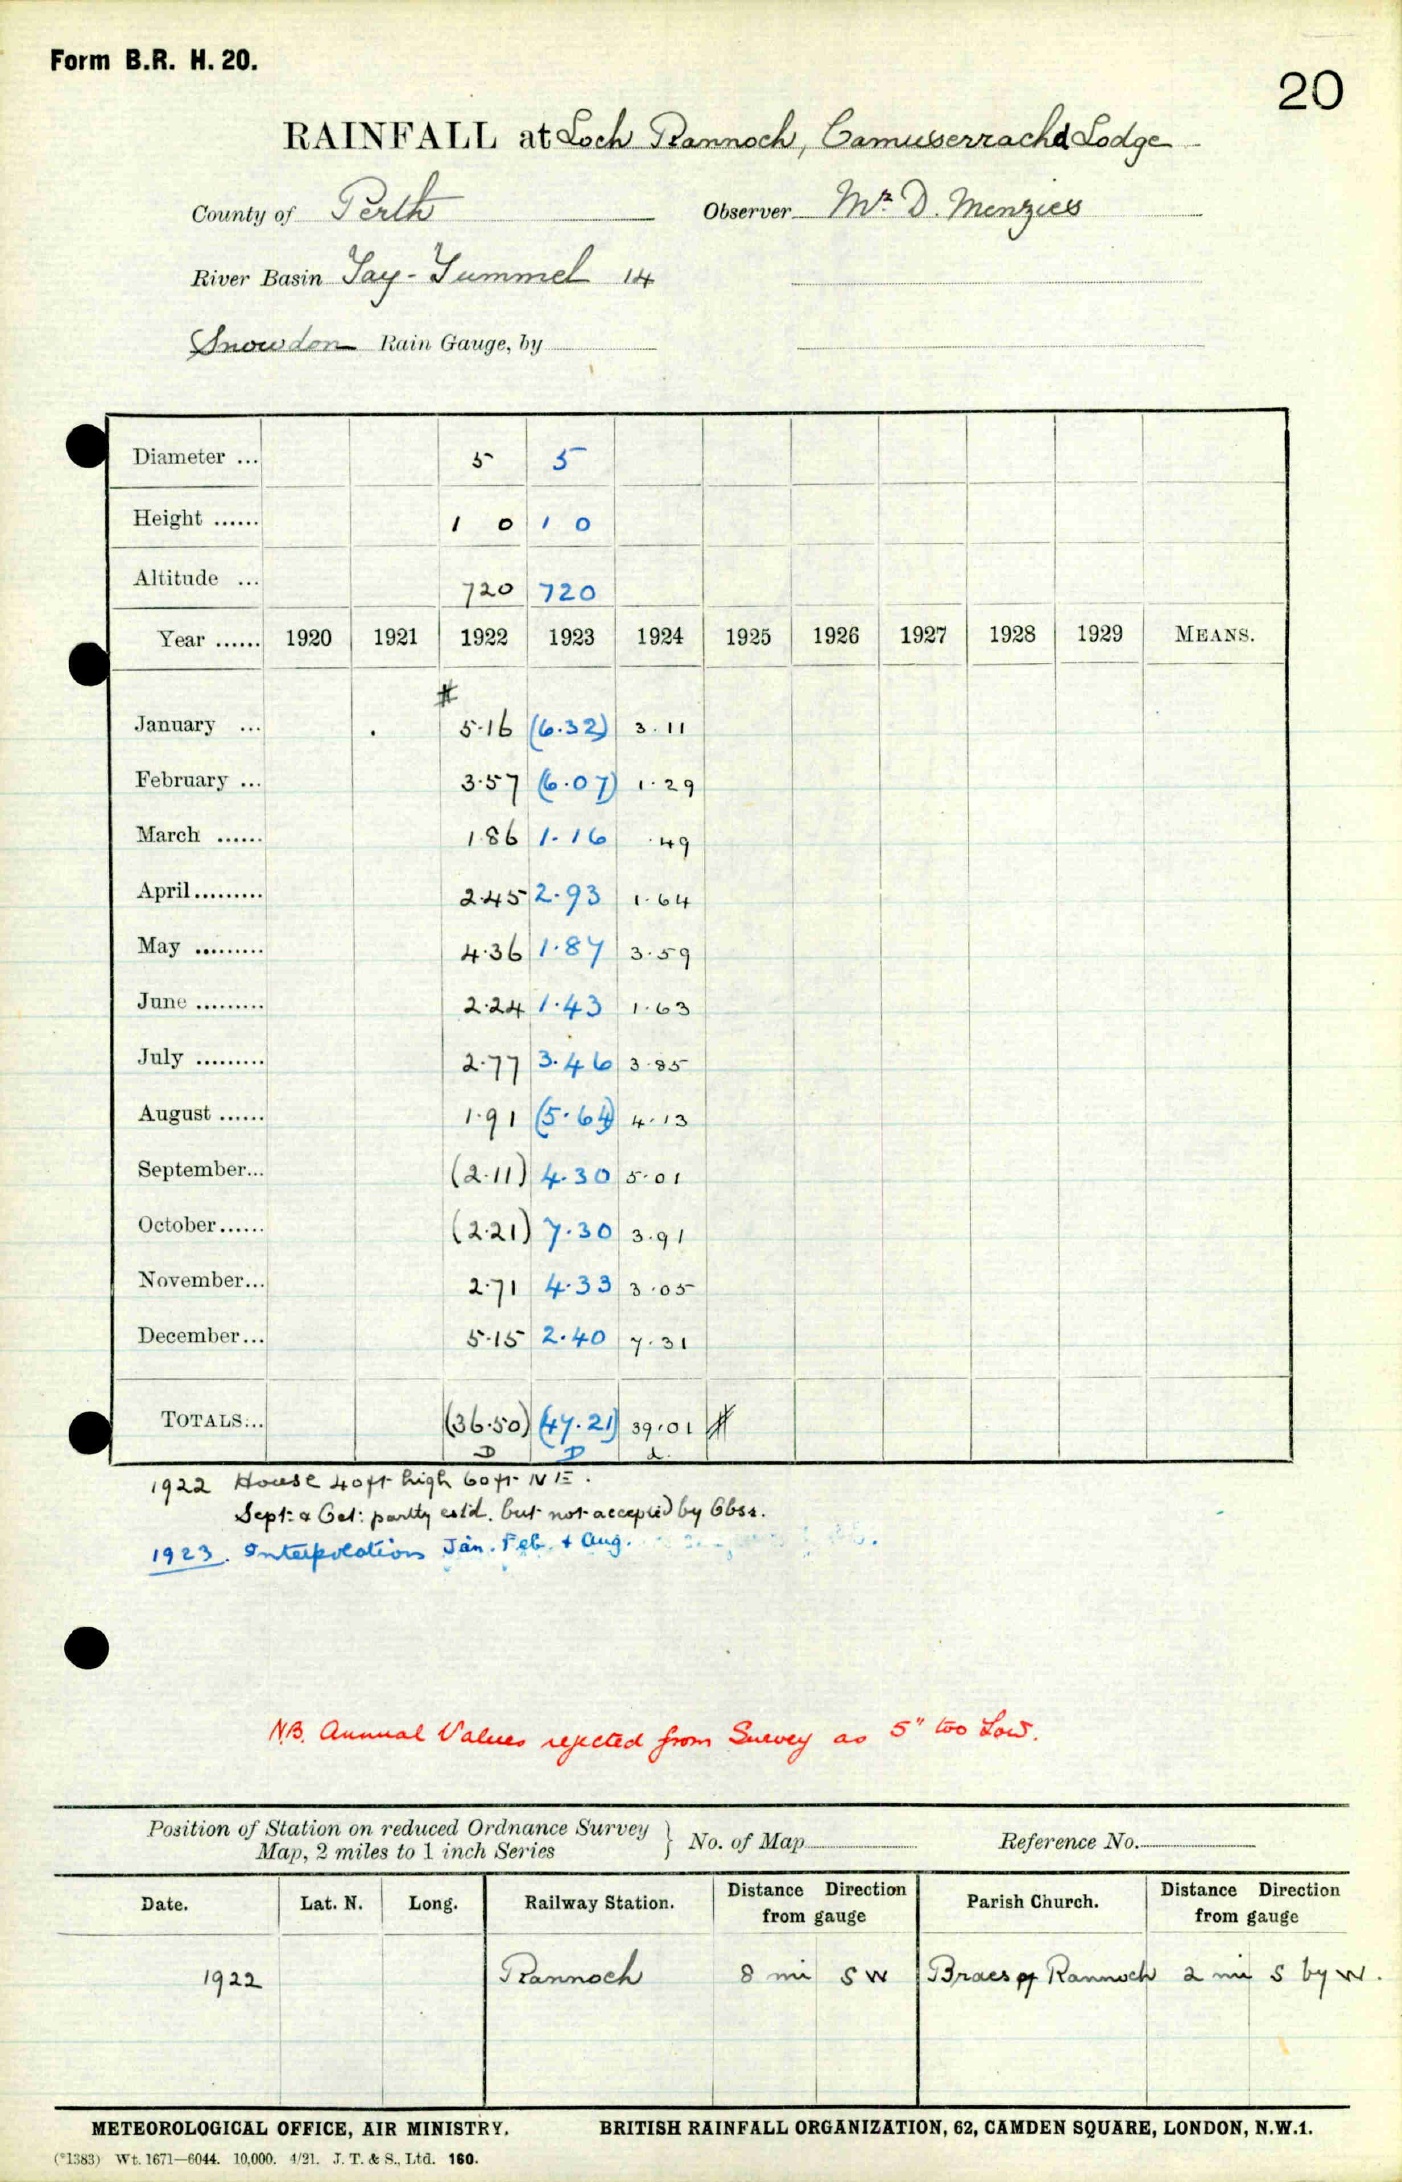 Form B.R. H. 20.
20
RAINFALL at Loch Rannoch, Camusserrachd Lodge
County of Perth Observer Mr. D. Menzies
River Basin Tay-Tummel 14
Snowdon Rain Gauge, by
Diameter ... 5 5
Height ...... 1 0 1 0
Altitude ... 720 720
Year ...... 1920 1921 1922 1923 1924 1925 1926 1927 1928 1929 MEANS.
#
January ... 5.16 (6.32) 3.11
February ... 3.57 (6.07) 1.29
March ...... 1.86 1.16 .49
April......... 2.45 2.93 1.64
May ......... 4.36 1.87 3.59
June ......... 2.24 1.43 1.63
July ......... 2.77 3.46 3.85
August ...... 1.91 (5.64) 4.13
September... (2.11) 4.30 5.01
October...... (2.21) 7.30 3.91
November... 2.71 4.33 3.05
December... 5.15 2.40 7.31
TOTALS... (36.50) (47.21) 39.01 #
D D d.
1922 House 40ft high 60ft NE.
Sept: & Oct: partly estd. but not accepted by Obsr.
1923. Interpolations Jan. Feb. & Aug.
N.B. Annual Values rejected from Survey as 5" too Low.
Position of Station on reduced Ordnance Survey
Map, 2 miles to 1 inch Series } No. of Map Reference No.
Date. Lat. N. Long. Railway Station. Distance Direction from gauge Parish Church. Distance Direction from gauge
1922 Rannoch 8 mi SW Braes of Rannoch 2 mi S by W.
METEOROLOGICAL OFFICE, AIR MINISTRY. BRITISH RAINFALL ORGANIZATION, 62, CAMDEN SQUARE, LONDON, N.W.1.
(*1383) Wt. 1671—6044. 10,000. 4/21. J. T. & S., Ltd. 160.